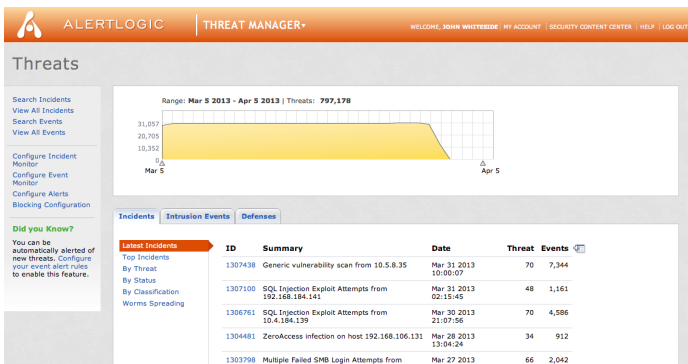 ALERTLOGIC
THREAT MANAGER
WELCOME, JOHN WHITESIDE | MY ACCOUNT | SECURITY CONTENT CENTER | HELP | LOG OUT
Threats
Search Incidents
View All Incidents
Search Events
View All Events
Configure Incident
Monitor
Configure Event
Monitor
Configure Alerts
Blocking Configuration
Did you Know?
You can be
automatically alerted of
new threats. Configure
your event alert rules
to enable this feature.
Range: Mar 5 2013 - Apr 5 2013 | Threats: 797,178
31,057
20,705
10,352
0
Mar 5
Apr 5
Incidents
Intrusion Events
Defenses
Latest Incidents
Top Incidents
By Threat
By Status
By Classification
Worms Spreading
ID Summary Date Threat Events
1307438 Generic vulnerability scan from 10.5.8.35 Mar 31 2013 70 7,344
10:00:07
1307100 SQL Injection Exploit Attempts from Mar 31 2013 48 1,161
192.168.184.141 02:15:45
1306761 SQL Injection Exploit Attempts from Mar 30 2013 70 4,586
10.4.184.139 21:07:56
1304481 ZeroAccess infection on host 192.168.106.131 Mar 28 2013 34 912
13:04:24
1303798 Multiple Failed SMB Login Attempts from Mar 27 2013 66 2,042